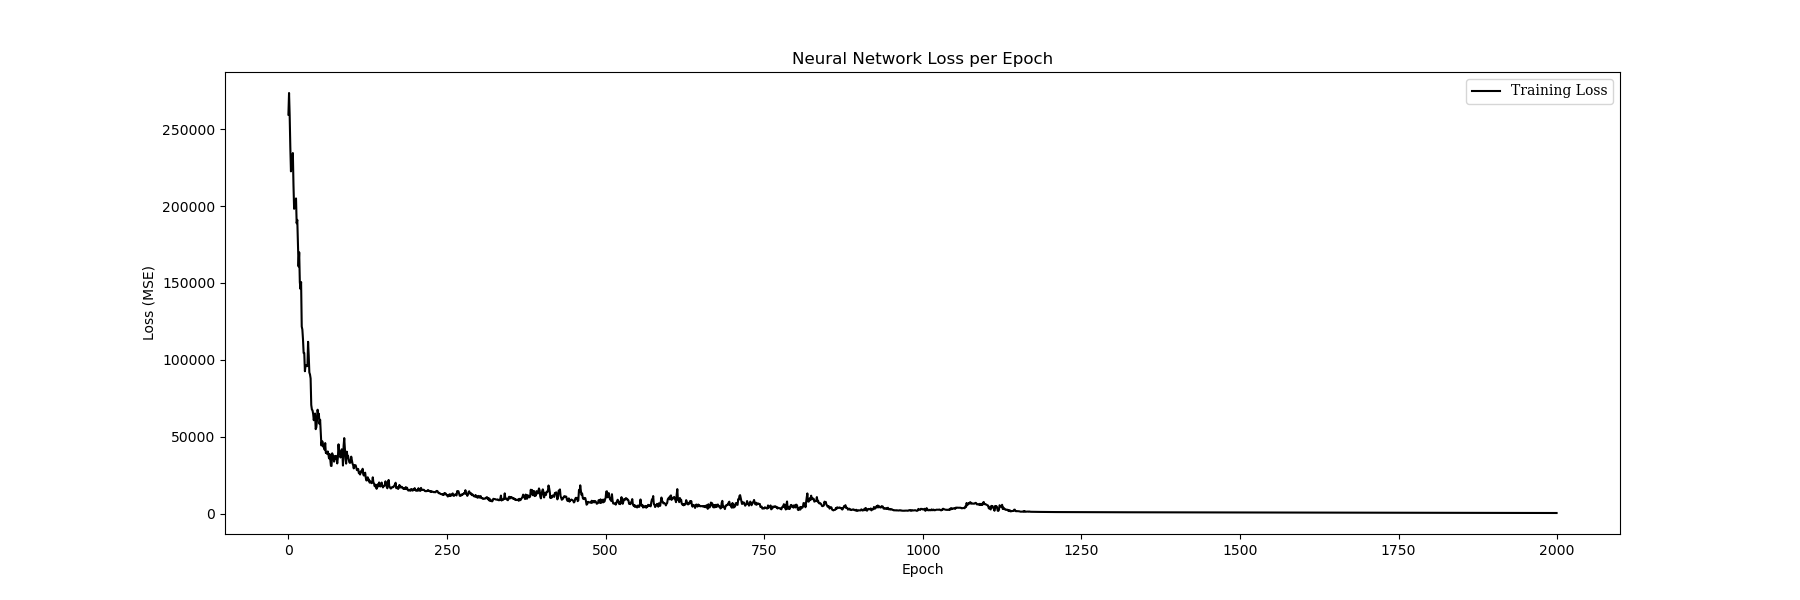 Neural Network Loss per Epoch
Training Loss
Loss (MSE)
250000
200000
150000
100000
50000
0
0 250 500 750 1000 1250 1500 1750 2000
Epoch